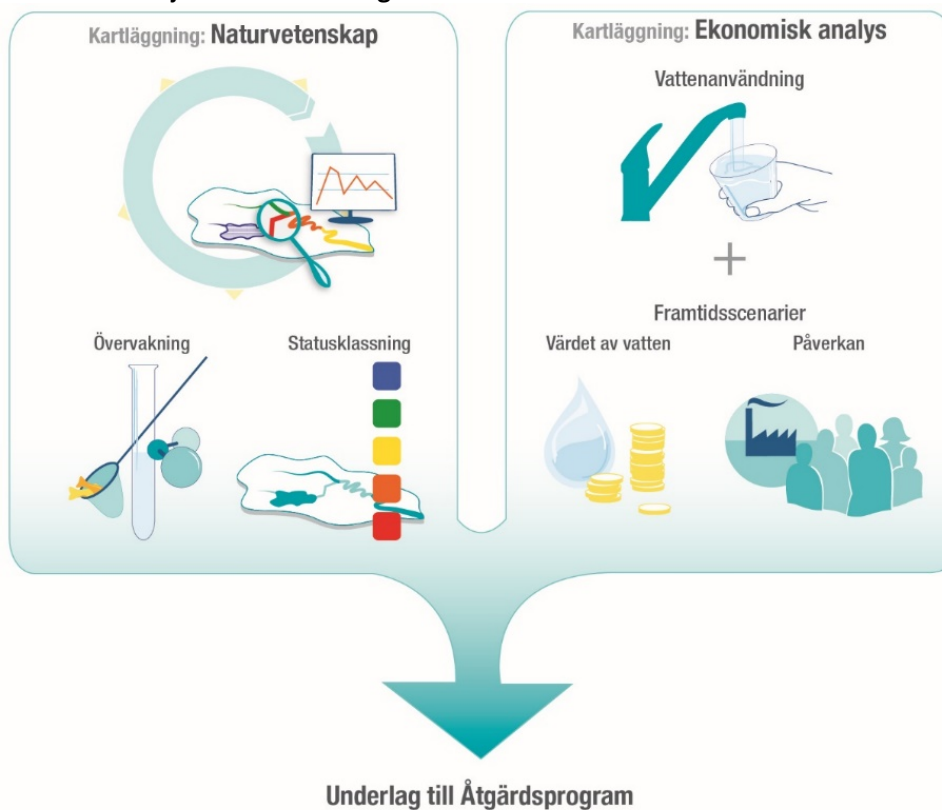 Kartläggning: Naturvetenskap
Övervakning
Statusklassning
Kartläggning: Ekonomisk analys
Vattenanvändning
+
Framtidsscenarier
Värdet av vatten
Påverkan
Underlag till Åtgärdsprogram